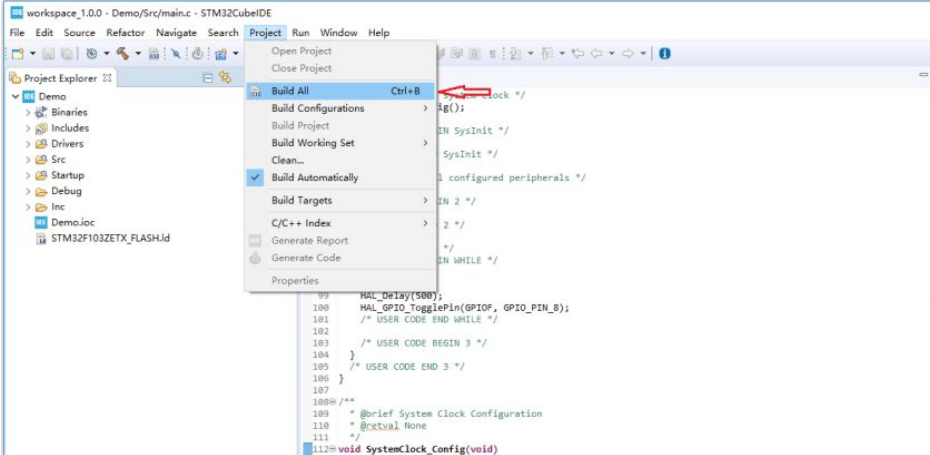 IDE workspace_1.0.0 - Demo/Src/main.c - STM32CubeIDE
File Edit Source Refactor Navigate Search Project Run Window Help
Project Explorer
Demo
Binaries
Includes
Drivers
Src
Startup
Debug
Inc
MX Demo.ioc
STM32F103ZETX_FLASH.ld
Open Project
Close Project
Build All Ctrl+B
Build Configurations
Build Project
Build Working Set
Clean...
Build Automatically
Build Targets
C/C++ Index
Generate Report
Generate Code
Properties
Clock */
ig();
IN SysInit */
SysInit */
l configured peripherals */
IN 2 */
2 */
*/
IN WHILE */
99 HAL_Delay(500);
100 HAL_GPIO_TogglePin(GPIOF, GPIO_PIN_8);
101 /* USER CODE END WHILE */
102
103 /* USER CODE BEGIN 3 */
104 }
105 /* USER CODE END 3 */
106 }
107
108 /**
109 * @brief System Clock Configuration
110 * @retval None
111 */
112 void SystemClock_Config(void)